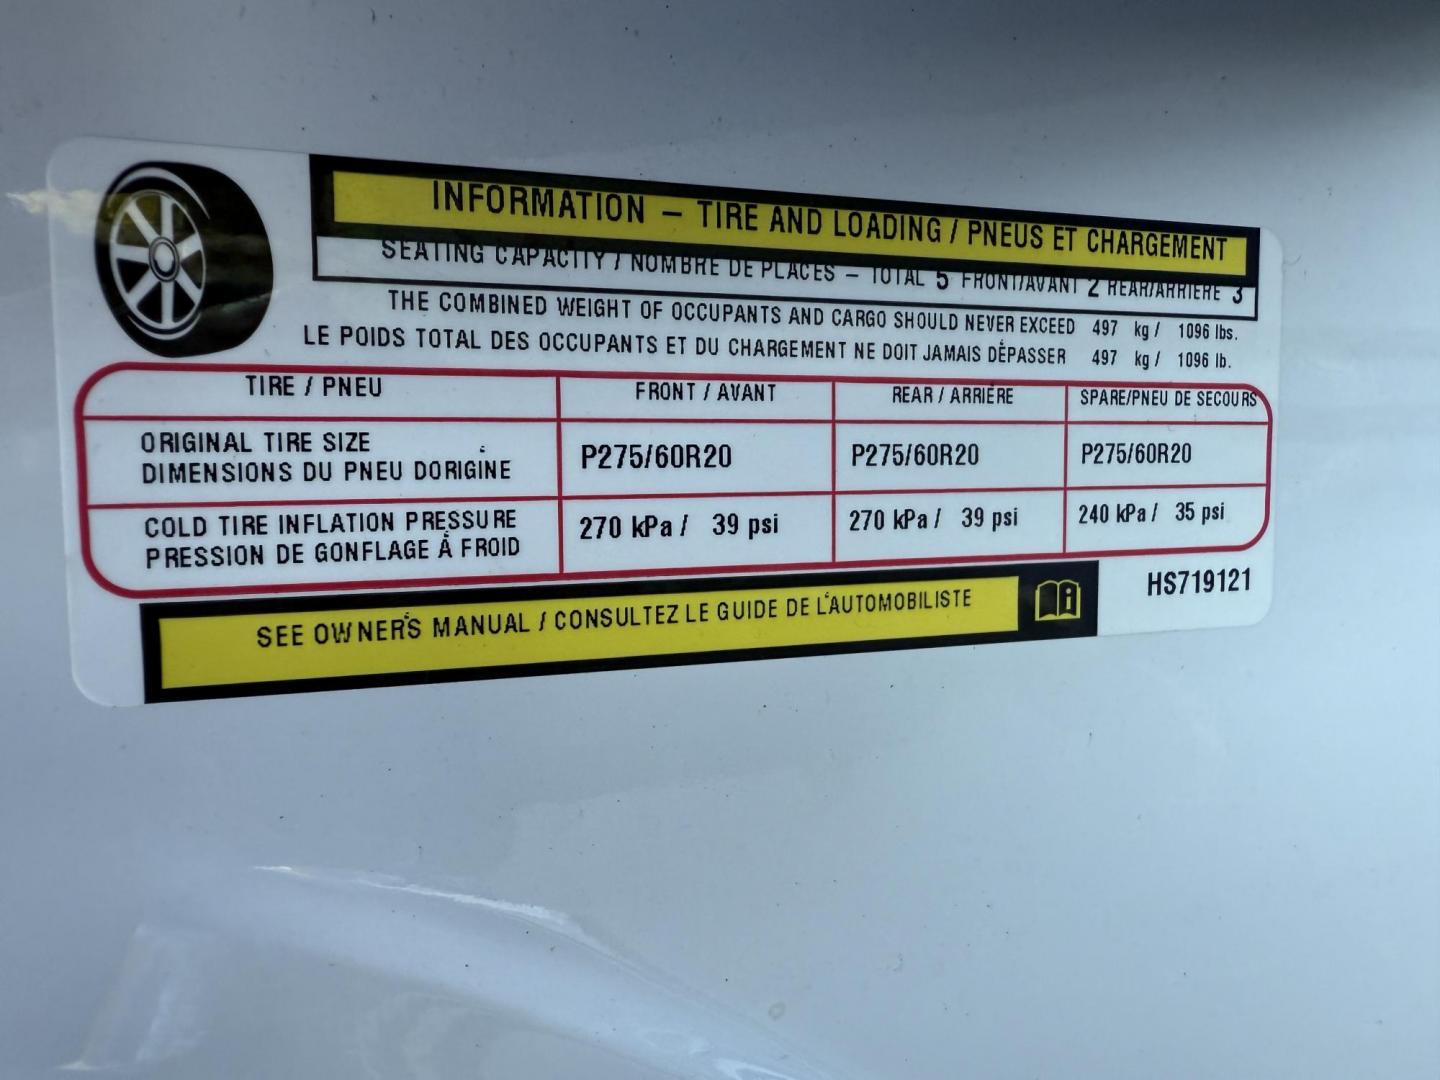 INFORMATION – TIRE AND LOADING / PNEUS ET CHARGEMENT
SEATING CAPACITY / NOMBRE DE PLACES – TOTAL 5 FRONT/AVANT 2 REAR/ARRIÈRE 3
THE COMBINED WEIGHT OF OCCUPANTS AND CARGO SHOULD NEVER EXCEED 497 kg / 1096 lbs.
LE POIDS TOTAL DES OCCUPANTS ET DU CHARGEMENT NE DOIT JAMAIS DÉPASSER 497 kg / 1096 lb.
TIRE / PNEU FRONT / AVANT REAR / ARRIÈRE SPARE/PNEU DE SECOURS
ORIGINAL TIRE SIZE
DIMENSIONS DU PNEU D'ORIGINE P275/60R20 P275/60R20 P275/60R20
COLD TIRE INFLATION PRESSURE
PRESSION DE GONFLAGE À FROID 270 kPa / 39 psi 270 kPa / 39 psi 240 kPa / 35 psi
SEE OWNER'S MANUAL / CONSULTEZ LE GUIDE DE L'AUTOMOBILISTE
HS719121